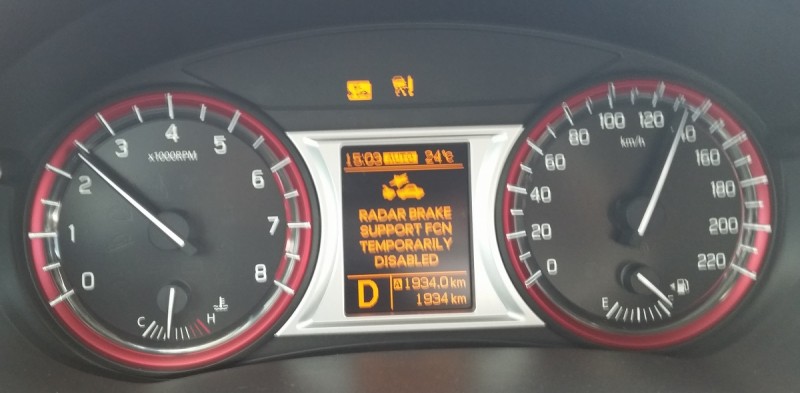 0
1
2
3
4
5
6
7
8
x1000RPM
C
H
15:03 AUTO 24°C
RADAR BRAKE
SUPPORT FCN
TEMPORARILY
DISABLED
D
A 1934.0 km
1934 km
0
20
40
60
80
100
120
140
160
180
200
220
km/h
E